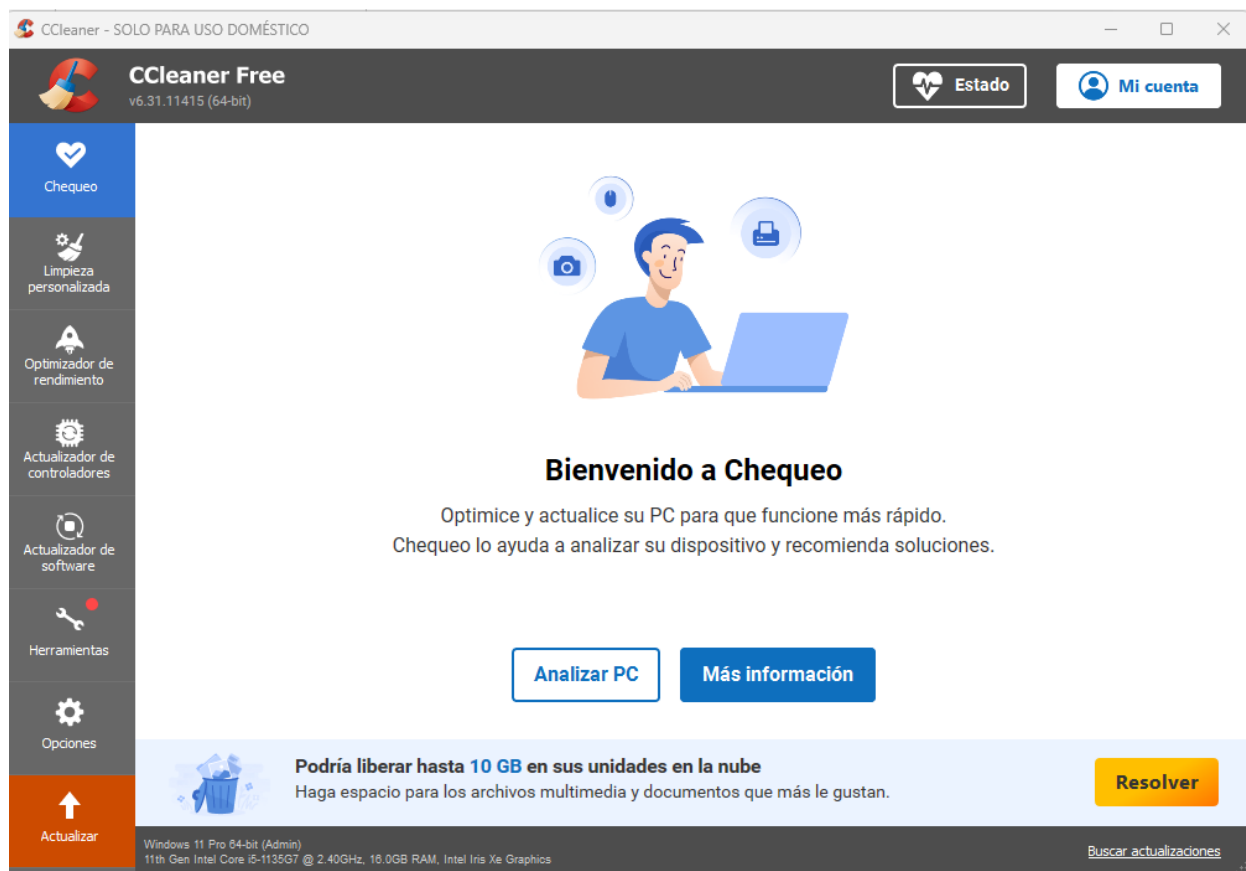 CCleaner - SOLO PARA USO DOMÉSTICO
CCleaner Free
v6.31.11415 (64-bit)
Estado
Mi cuenta
Chequeo
Limpieza
personalizada
Optimizador de
rendimiento
Actualizador de
controladores
Actualizador de
software
Herramientas
Opciones
Actualizar
Bienvenido a Chequeo
Optimice y actualice su PC para que funcione más rápido.
Chequeo lo ayuda a analizar su dispositivo y recomienda soluciones.
Analizar PC
Más información
Podría liberar hasta 10 GB en sus unidades en la nube
Haga espacio para los archivos multimedia y documentos que más le gustan.
Resolver
Windows 11 Pro 64-bit (Admin)
11th Gen Intel Core i5-1135G7 @ 2.40GHz, 16.0GB RAM, Intel Iris Xe Graphics
Buscar actualizaciones